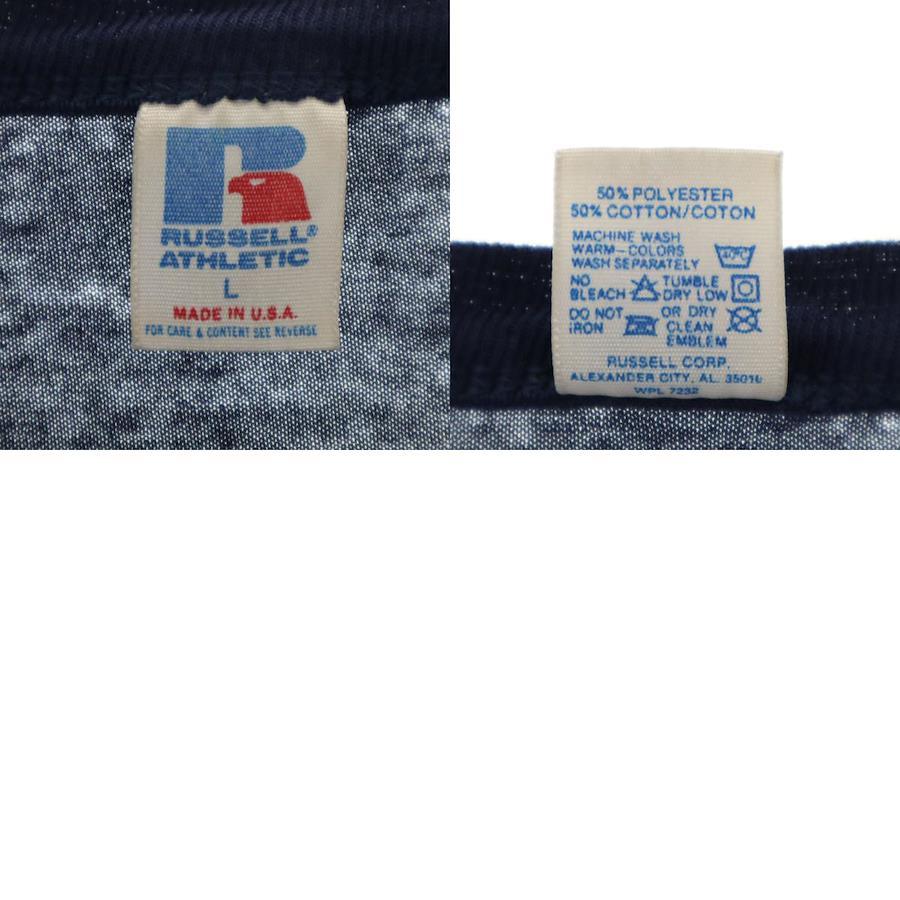 R
RUSSELL®
ATHLETIC
L
MADE IN U.S.A.
FOR CARE & CONTENT SEE REVERSE
50% POLYESTER
50% COTTON/COTON
MACHINE WASH
WARM-COLORS
WASH SEPARATELY
40°C
NO
BLEACH
TUMBLE
DRY LOW
DO NOT
IRON
OR DRY
CLEAN
EMBLEM
RUSSELL CORP.
ALEXANDER CITY, AL. 35010
WPL 7232